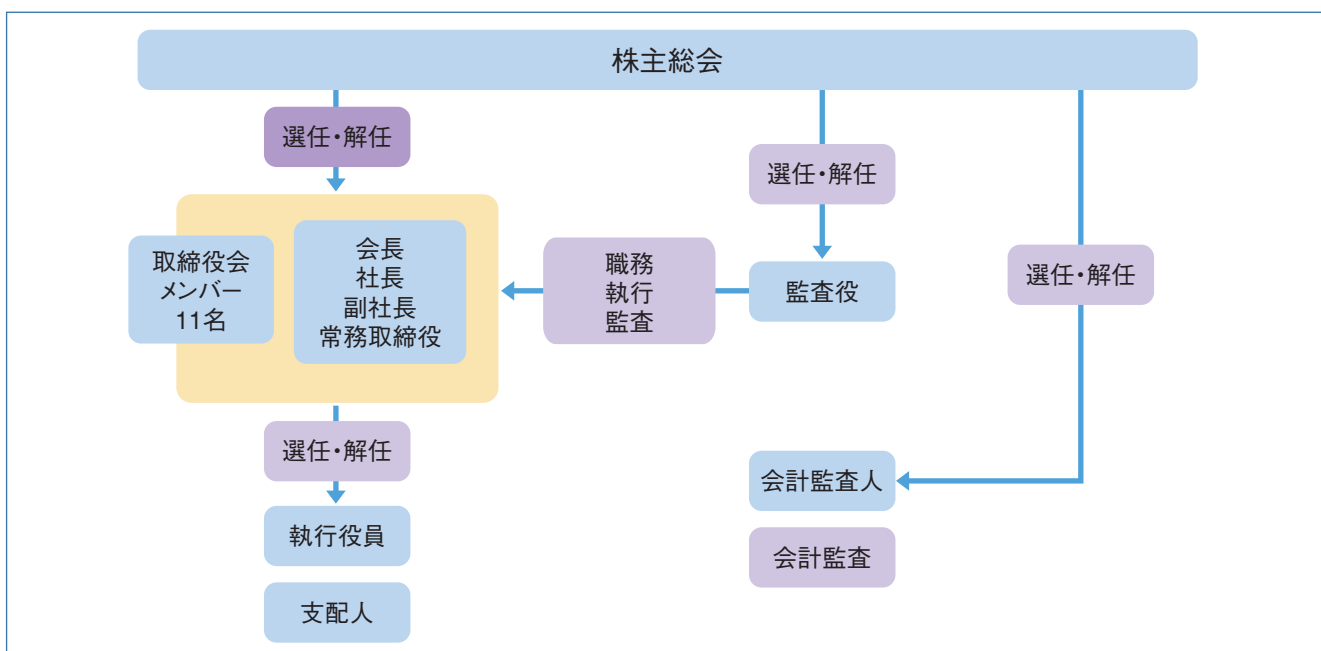 株主総会
選任・解任
選任・解任
選任・解任
取締役会
メンバー
11名
会長
社長
副社長
常務取締役
職務
執行
監査
監査役
選任・解任
執行役員
支配人
会計監査人
会計監査